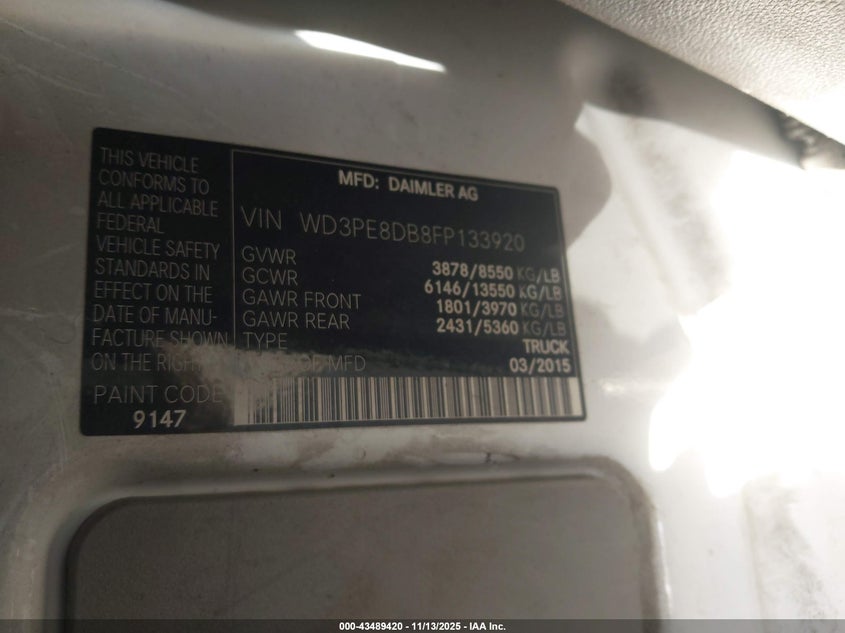 THIS VEHICLE
CONFORMS TO
ALL APPLICABLE
FEDERAL
VEHICLE SAFETY
STANDARDS IN
EFFECT ON THE
DATE OF MANU-
FACTURE SHOWN
ON THE RIGHT
PAINT CODE
9147
MFD: DAIMLER AG
VIN WD3PE8DB8FP133920
GVWR 3878/8550 KG/LB
GCWR 6146/13550 KG/LB
GAWR FRONT 1801/3970 KG/LB
GAWR REAR 2431/5360 KG/LB
TYPE TRUCK
MFD 03/2015
000-43489420 - 11/13/2025 - IAA Inc.